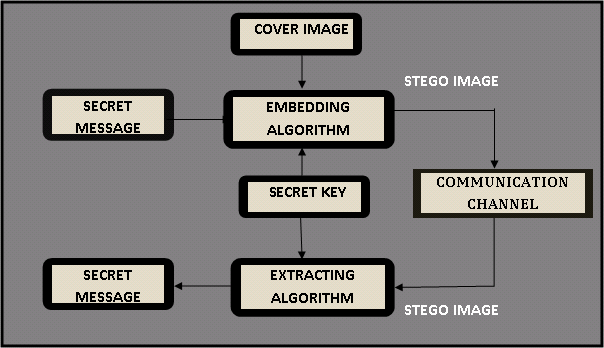 COVER IMAGE
STEGO IMAGE
SECRET
MESSAGE
EMBEDDING
ALGORITHM
COMMUNICATION
CHANNEL
SECRET KEY
SECRET
MESSAGE
EXTRACTING
ALGORITHM
STEGO IMAGE